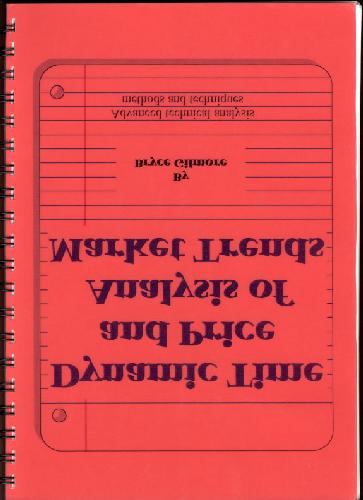 Dynamic Time
and Price
Analysis of
Market Trends
By
Bryce Gilmore
Advanced technical analysis
methods and techniques